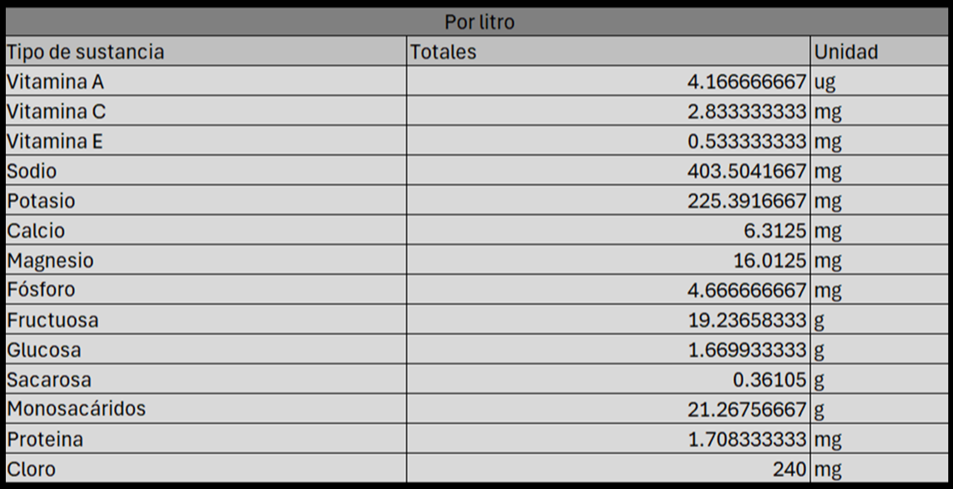 Por litro
Tipo de sustancia Totales Unidad
Vitamina A 4.166666667 ug
Vitamina C 2.833333333 mg
Vitamina E 0.533333333 mg
Sodio 403.5041667 mg
Potasio 225.3916667 mg
Calcio 6.3125 mg
Magnesio 16.0125 mg
Fósforo 4.666666667 mg
Fructuosa 19.23658333 g
Glucosa 1.669933333 g
Sacarosa 0.36105 g
Monosacáridos 21.26756667 g
Proteina 1.708333333 mg
Cloro 240 mg